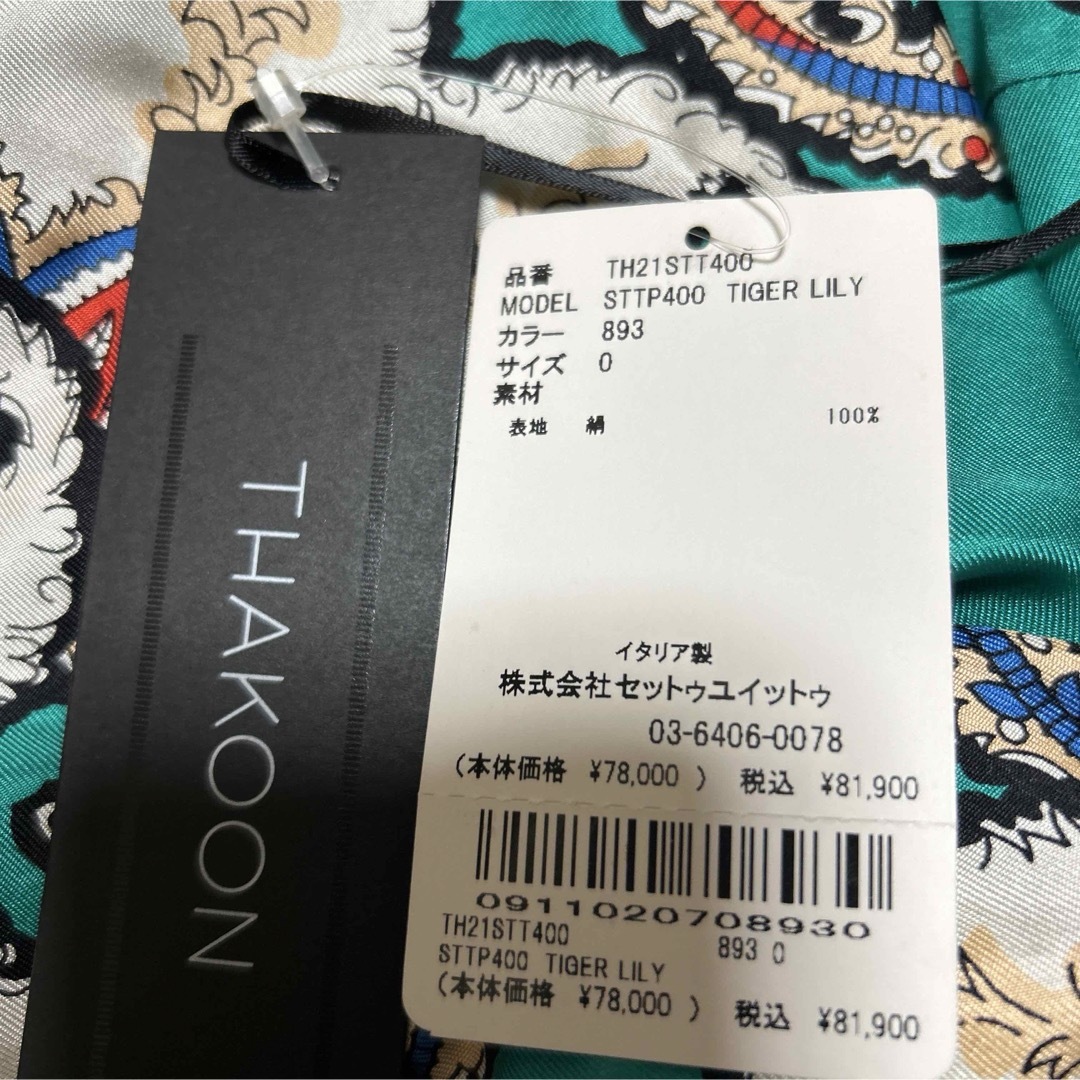 THAKOON
品番 TH21STT400
MODEL STTP400 TIGER LILY
カラー 893
サイズ 0
素材
表地 絹 100%
イタリア製
株式会社セットゥユイットゥ
03-6406-0078
(本体価格 ¥78,000 ) 税込 ¥81,900
0911020708930
TH21STT400 893 0
STTP400 TIGER LILY
(本体価格 ¥78,000 ) 税込 ¥81,900